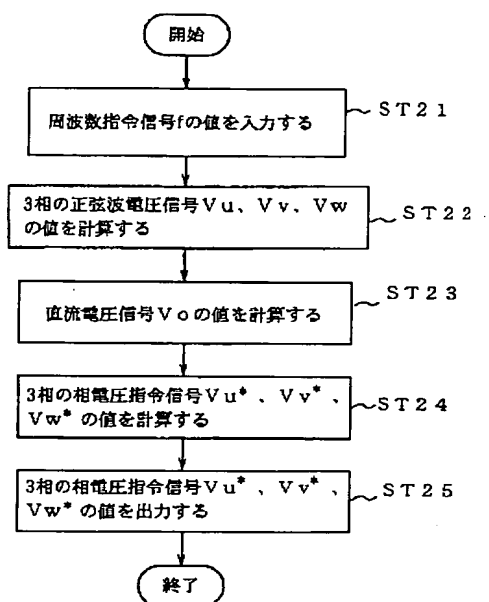 開始
周波数指令信号fの値を入力する
ST21
3相の正弦波電圧信号Vu、Vv、Vw
の値を計算する
ST22
直流電圧信号Voの値を計算する
ST23
3相の相電圧指令信号Vu*、Vv*、
Vw*の値を計算する
ST24
3相の相電圧指令信号Vu*、Vv*、
Vw*の値を出力する
ST25
終了